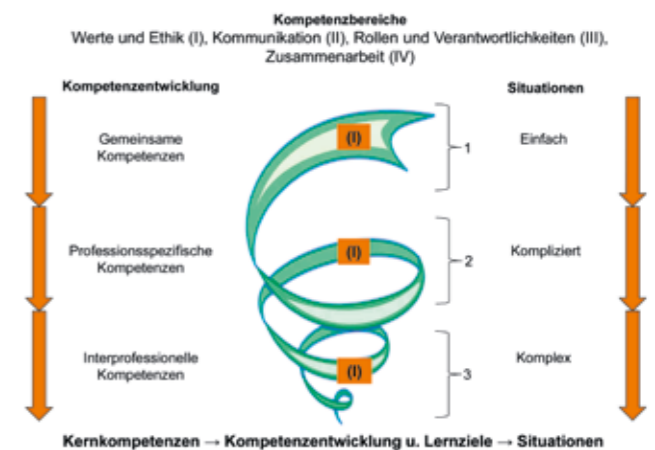 Kompetenzbereiche
Werte und Ethik (I), Kommunikation (II), Rollen und Verantwortlichkeiten (III),
Zusammenarbeit (IV)
Kompetenzentwicklung
Situationen
Gemeinsame
Kompetenzen
(I)
1
Einfach
Professionsspezifische
Kompetenzen
(I)
2
Kompliziert
Interprofessionelle
Kompetenzen
(I)
3
Komplex
Kernkompetenzen → Kompetenzentwicklung u. Lernziele → Situationen